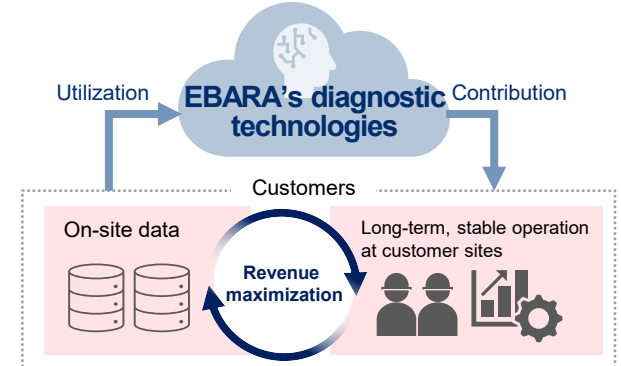 Utilization
EBARA's diagnostic
technologies
Contribution
Customers
On-site data
Revenue
maximization
Long-term, stable operation
at customer sites